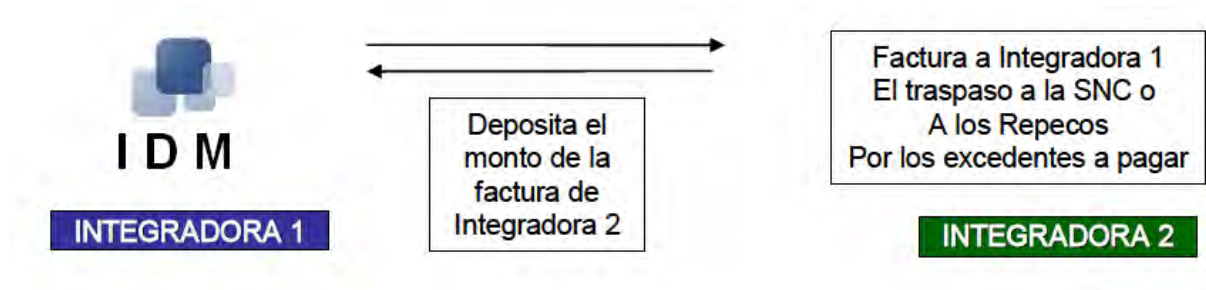 I D M
INTEGRADORA 1
Deposita el
monto de la
factura de
Integradora 2
Factura a Integradora 1
El traspaso a la SNC o
A los Repecos
Por los excedentes a pagar
INTEGRADORA 2